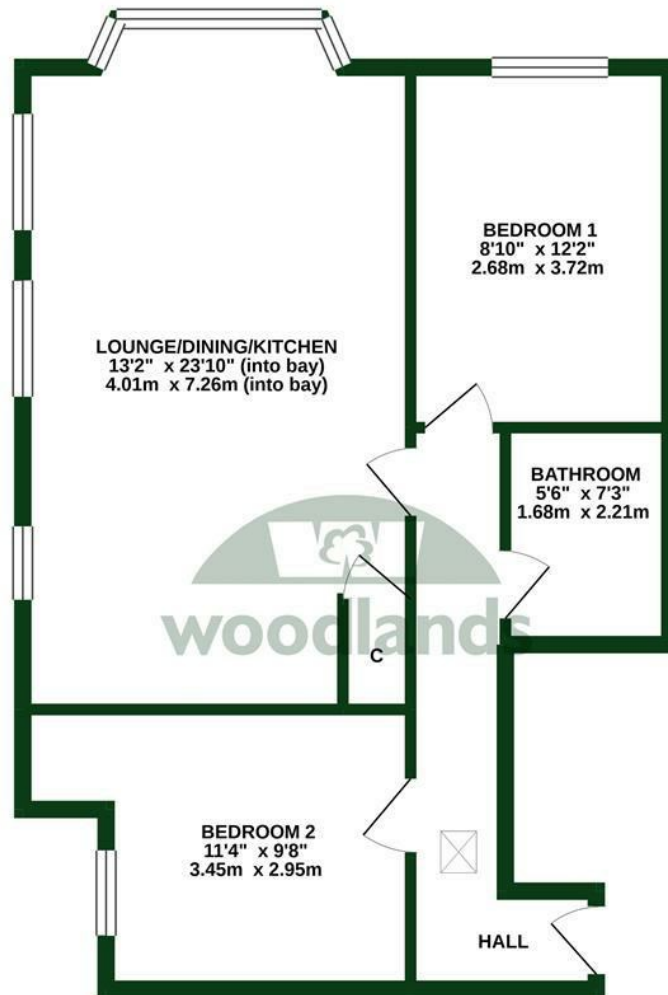 BEDROOM 1
8'10" x 12'2"
2.68m x 3.72m
LOUNGE/DINING/KITCHEN
13'2" x 23'10" (into bay)
4.01m x 7.26m (into bay)
BATHROOM
5'6" x 7'3"
1.68m x 2.21m
woodlands
C
BEDROOM 2
11'4" x 9'8"
3.45m x 2.95m
HALL